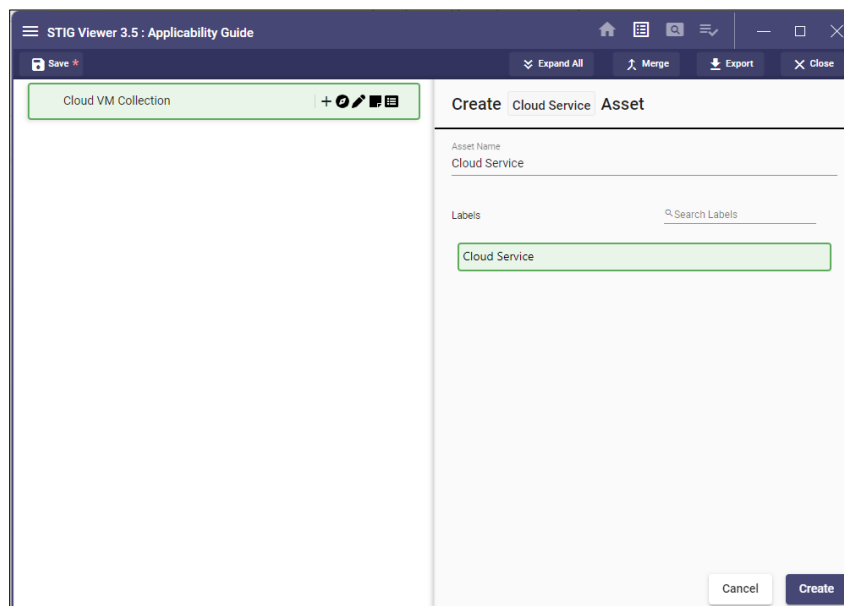 STIG Viewer 3.5 : Applicability Guide
Save *
Expand All
Merge
Export
Close
Cloud VM Collection
Create Cloud Service Asset
Asset Name
Cloud Service
Labels
Search Labels
Cloud Service
Cancel
Create